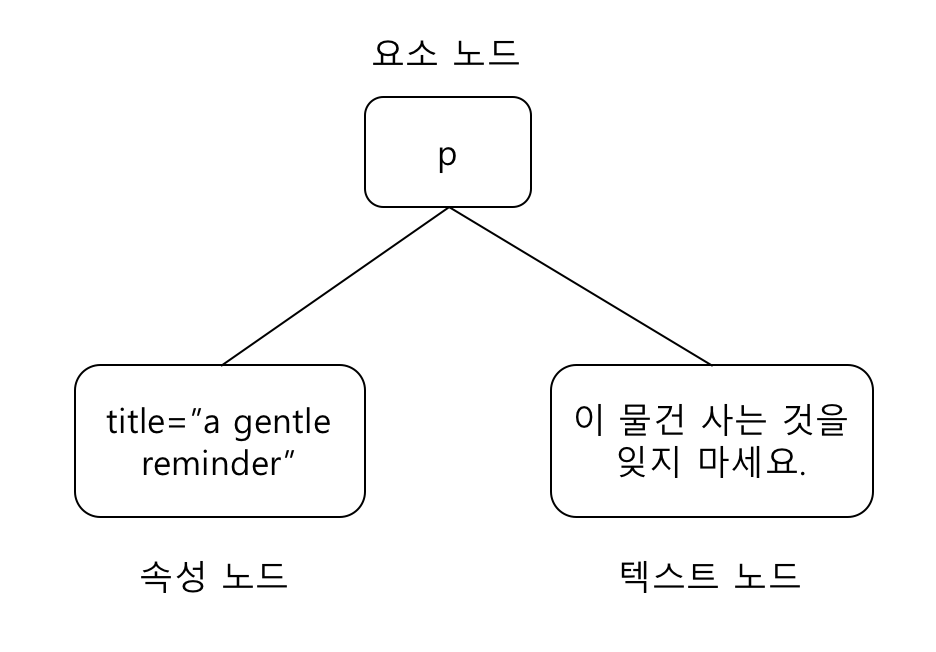 요소 노드
p
title=”a gentle
reminder”
이 물건 사는 것을
잊지 마세요.
속성 노드
텍스트 노드